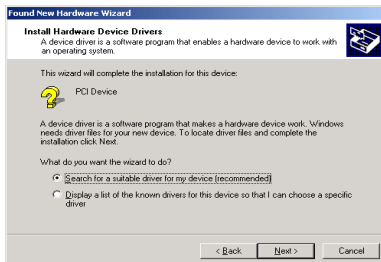 Found New Hardware Wizard
Install Hardware Device Drivers
A device driver is a software program that enables a hardware device to work with
an operating system.
This wizard will complete the installation for this device:
PCI Device
A device driver is a software program that makes a hardware device work. Windows
needs driver files for your new device. To locate driver files and complete the
installation click Next.
What do you want the wizard to do?
Search for a suitable driver for my device (recommended)
Display a list of the known drivers for this device so that I can choose a specific
driver
< Back Next > Cancel